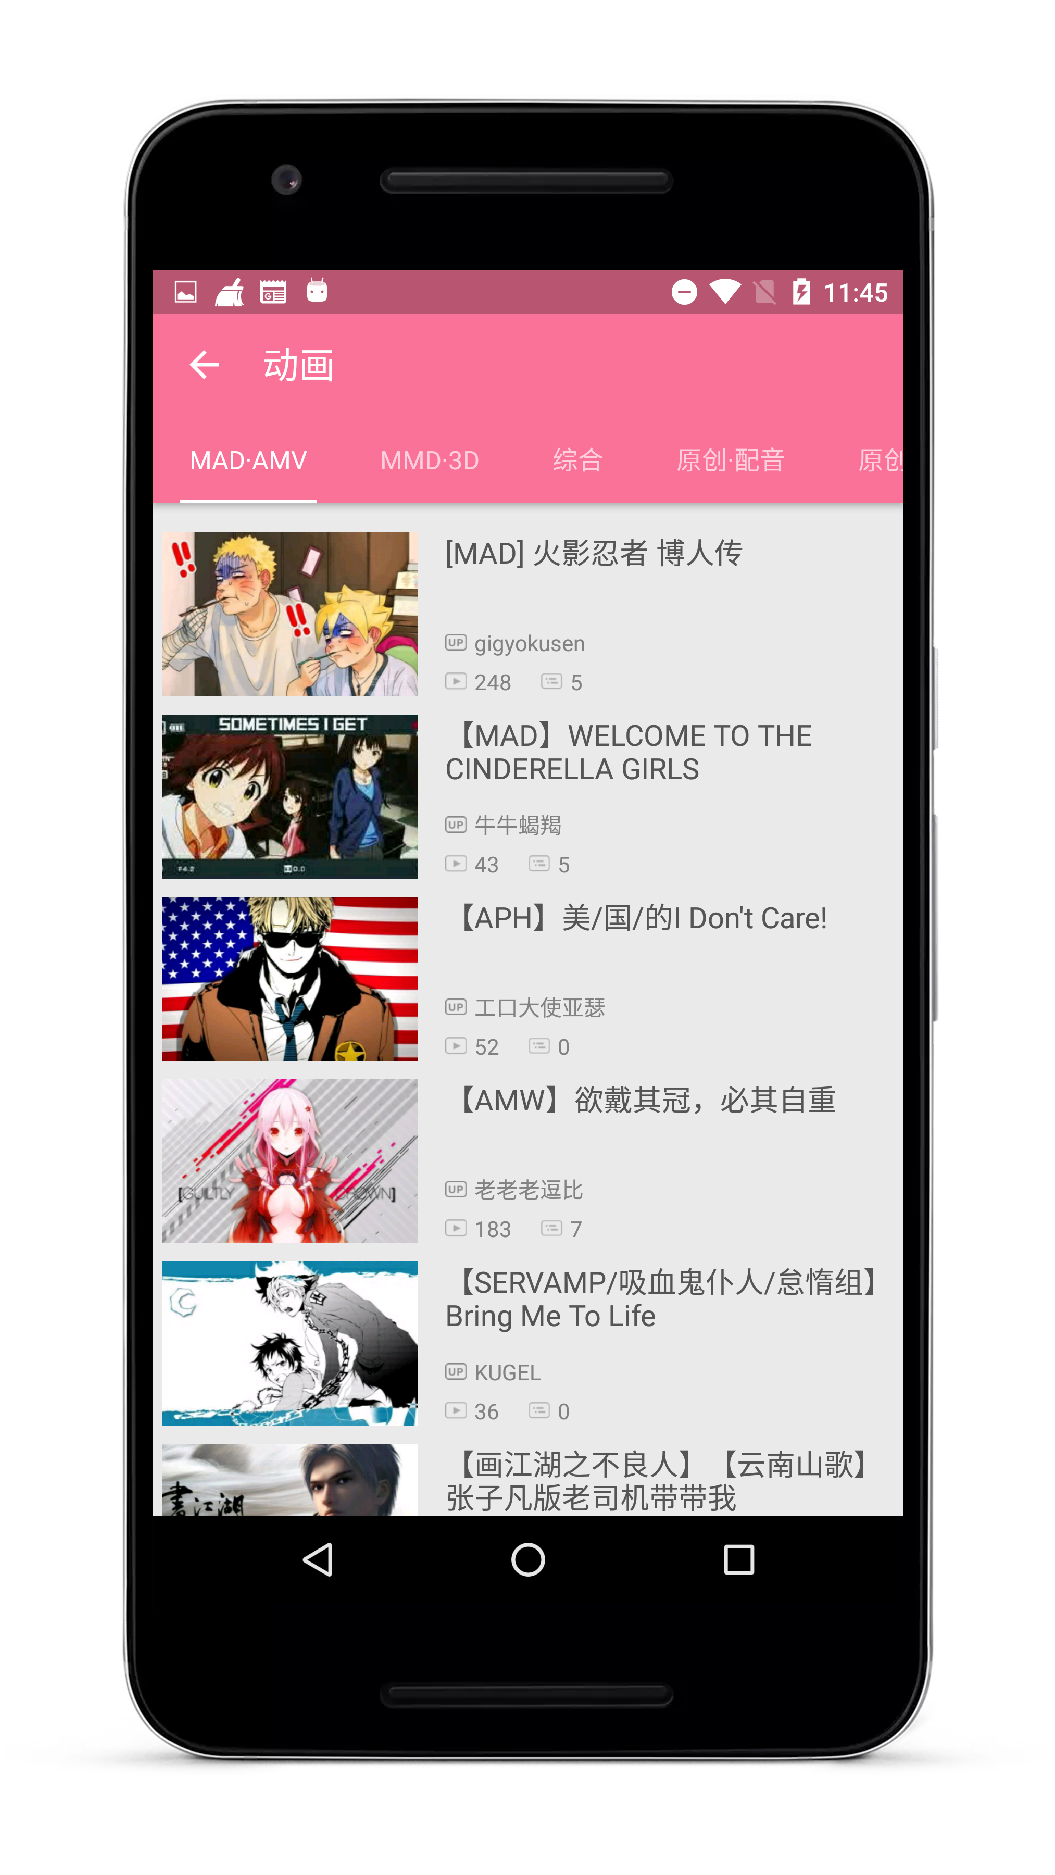 11:45
动画
MAD·AMV MMD·3D 综合 原创·配音 原创
[MAD] 火影忍者 博人传
UP gigyokusen
248 5
SOMETIMES I GET
【MAD】WELCOME TO THE
CINDERELLA GIRLS
UP 牛牛蝎羯
43 5
【APH】美/国/的I Don't Care!
UP 工口大使亚瑟
52 0
【AMW】欲戴其冠，必其自重
[GUILTY CROWN]
UP 老老老逗比
183 7
【SERVAMP/吸血鬼仆人/怠惰组】
Bring Me To Life
UP KUGEL
36 0
【画江湖之不良人】【云南山歌】
张子凡版老司机带带我
畫江湖